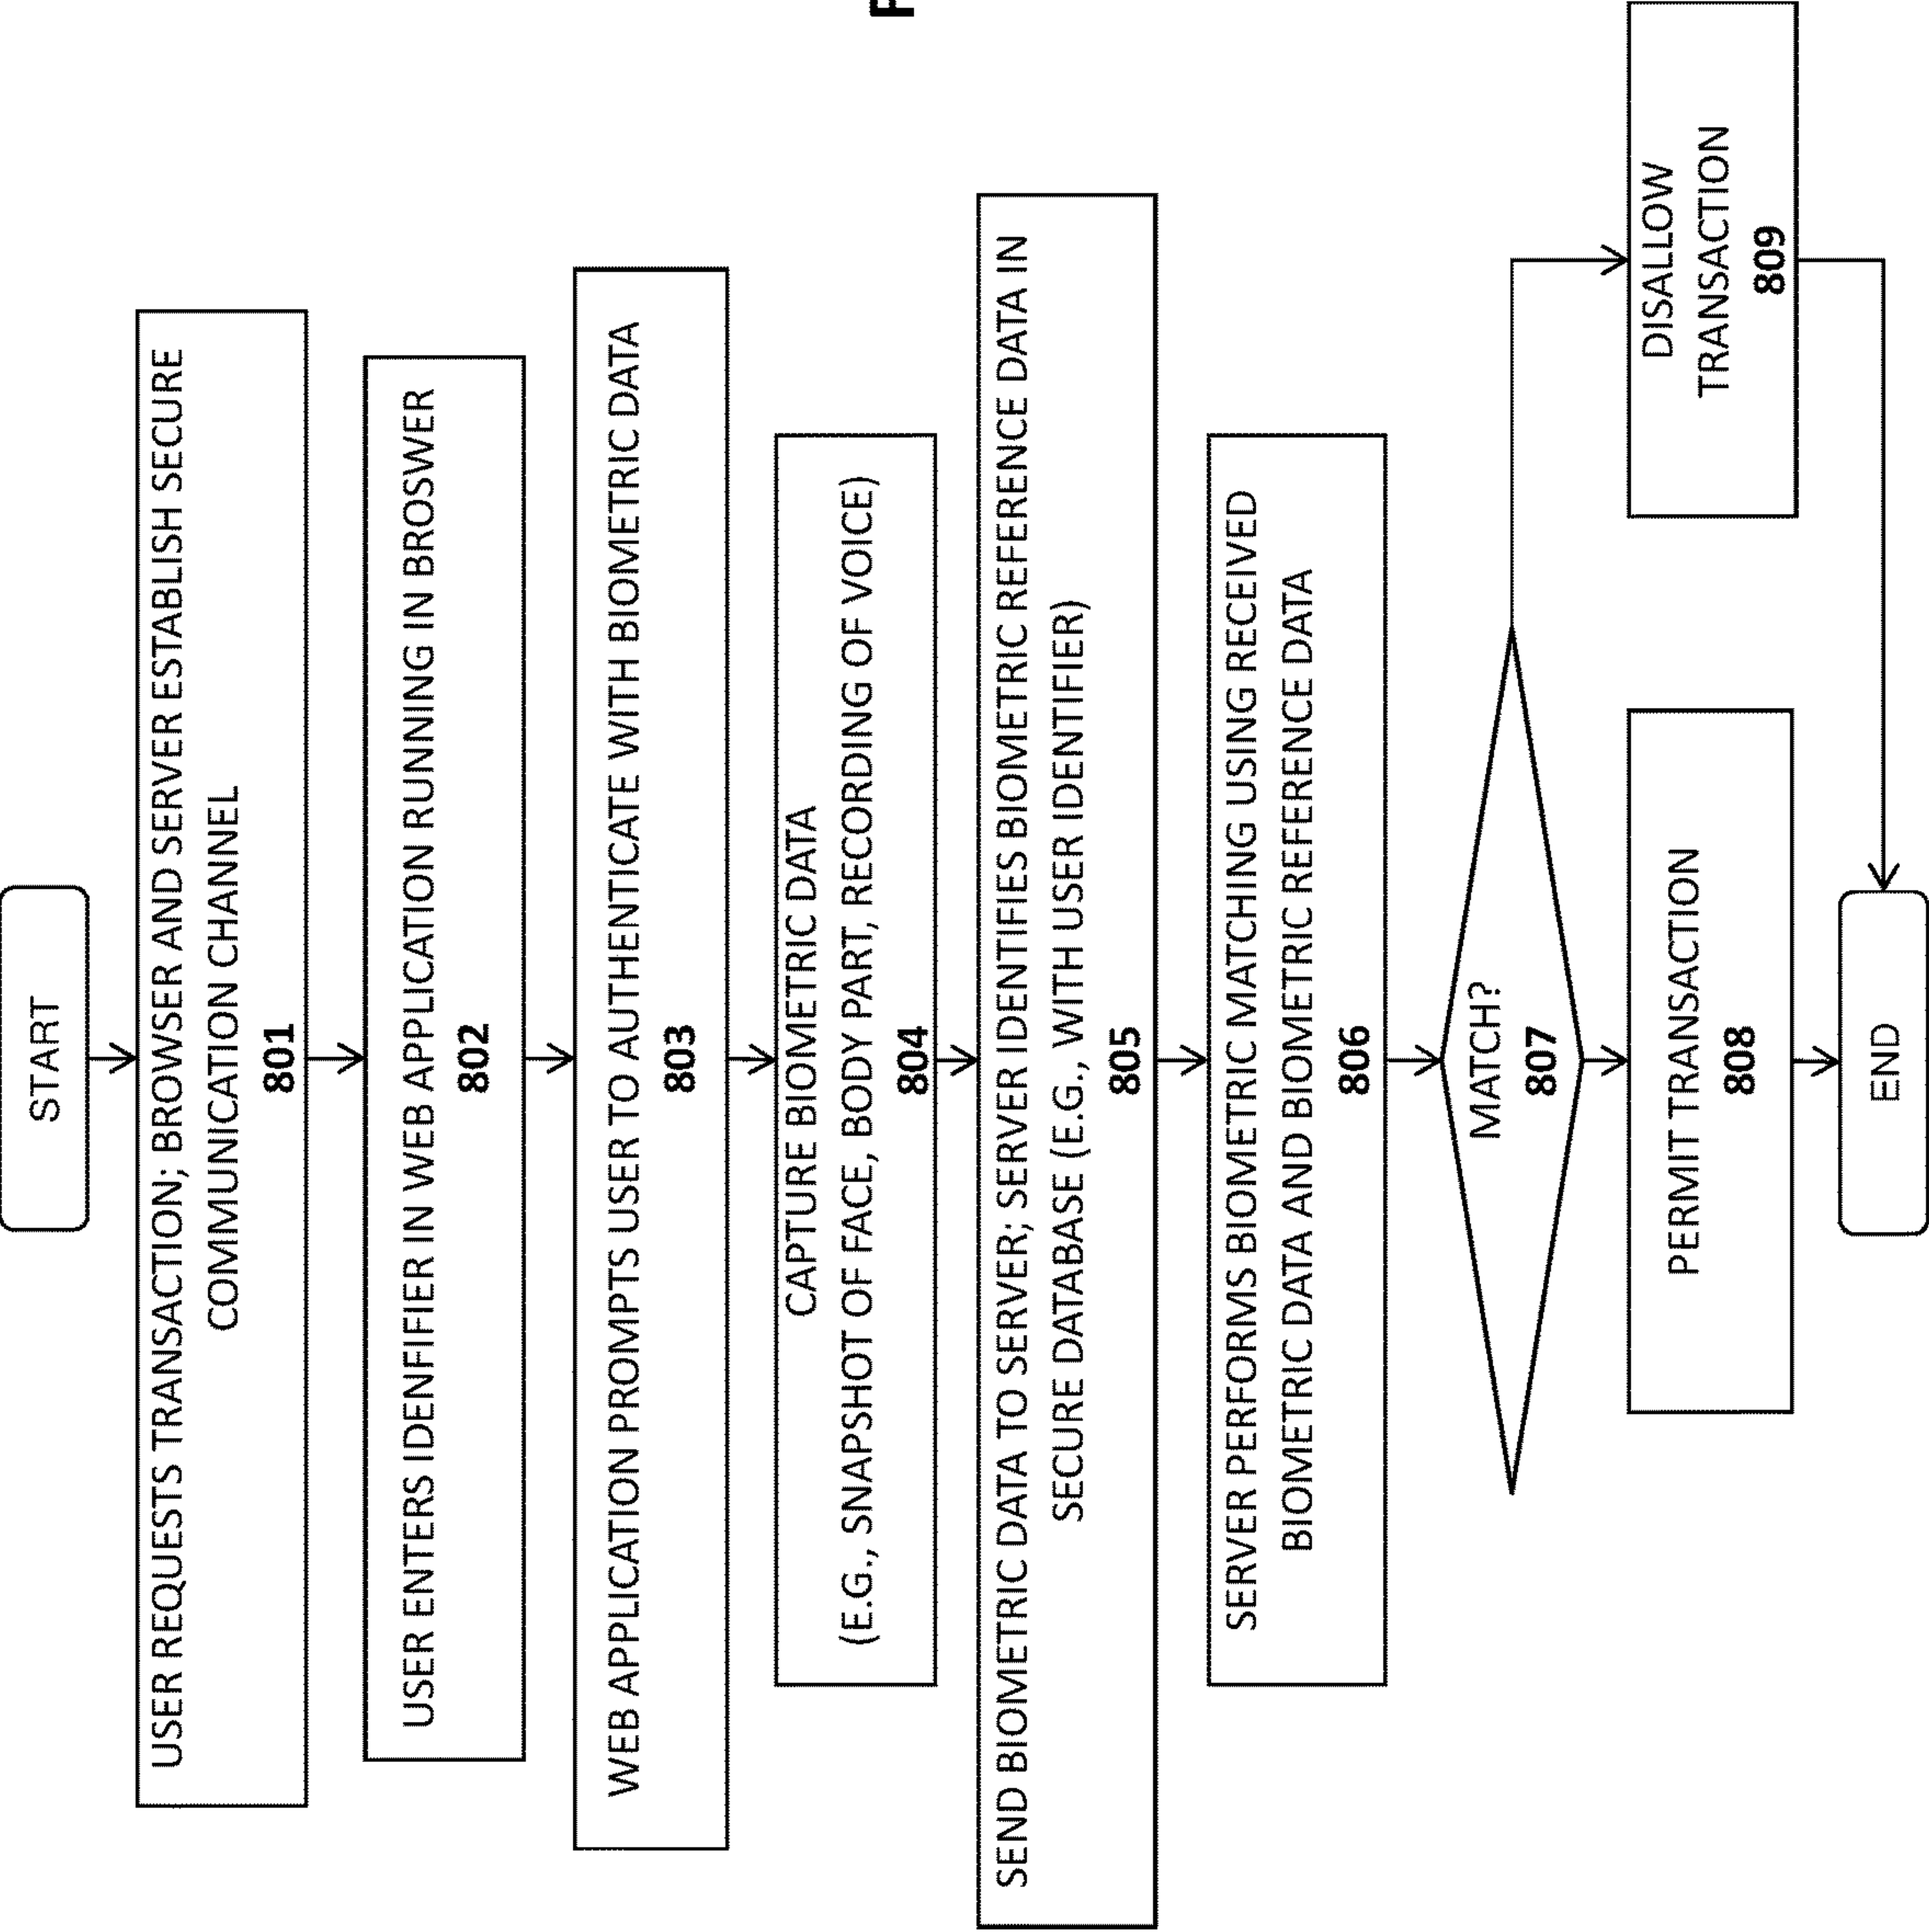 START
USER REQUESTS TRANSACTION; BROWSER AND SERVER ESTABLISH SECURE
COMMUNICATION CHANNEL
801
USER ENTERS IDENFIFIER IN WEB APPLICATION RUNNING IN BROSWER
802
WEB APPLICATION PROMPTS USER TO AUTHENTICATE WITH BIOMETRIC DATA
803
CAPTURE BIOMETRIC DATA
(E.G., SNAPSHOT OF FACE, BODY PART, RECORDING OF VOICE)
804
SEND BIOMETRIC DATA TO SERVER; SERVER IDENTIFIES BIOMETRIC REFERENCE DATA IN
SECURE DATABASE (E.G., WITH USER IDENTIFIER)
805
SERVER PERFORMS BIOMETRIC MATCHING USING RECEIVED
BIOMETRIC DATA AND BIOMETRIC REFERENCE DATA
806
MATCH?
807
PERMIT TRANSACTION
808
DISALLOW
TRANSACTION
809
END